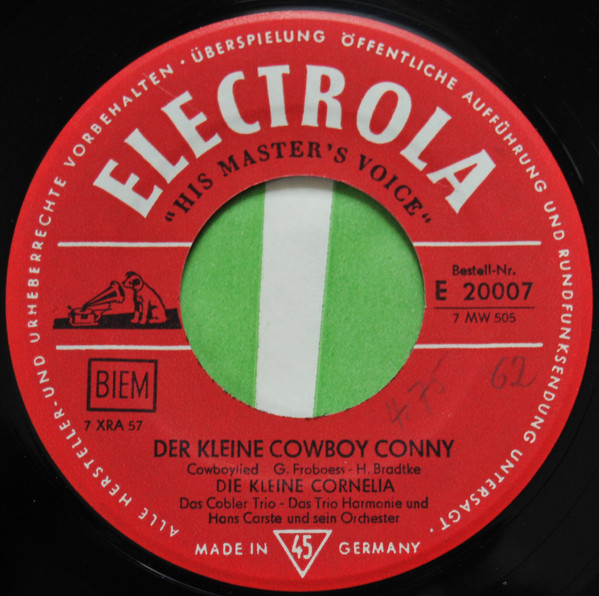 ALLE HERSTELLER-UND URHEBERRECHTE VORBEHALTEN · ÜBERSPIELUNG ÖFFENTLICHE AUFFÜHRUNG UND RUNDFUNKSENDUNG UNTERSAGT ·
ELECTROLA
"HIS MASTER'S VOICE"
Bestell-Nr.
E 20007
7 MW 505
BIEM
7 XRA 57
475
62
DER KLEINE COWBOY CONNY
Cowboylied G. Froboess - H. Bradtke
DIE KLEINE CORNELIA
Das Cobler Trio - Das Trio Harmonie und
Hans Carste und sein Orchester
MADE IN 45 GERMANY